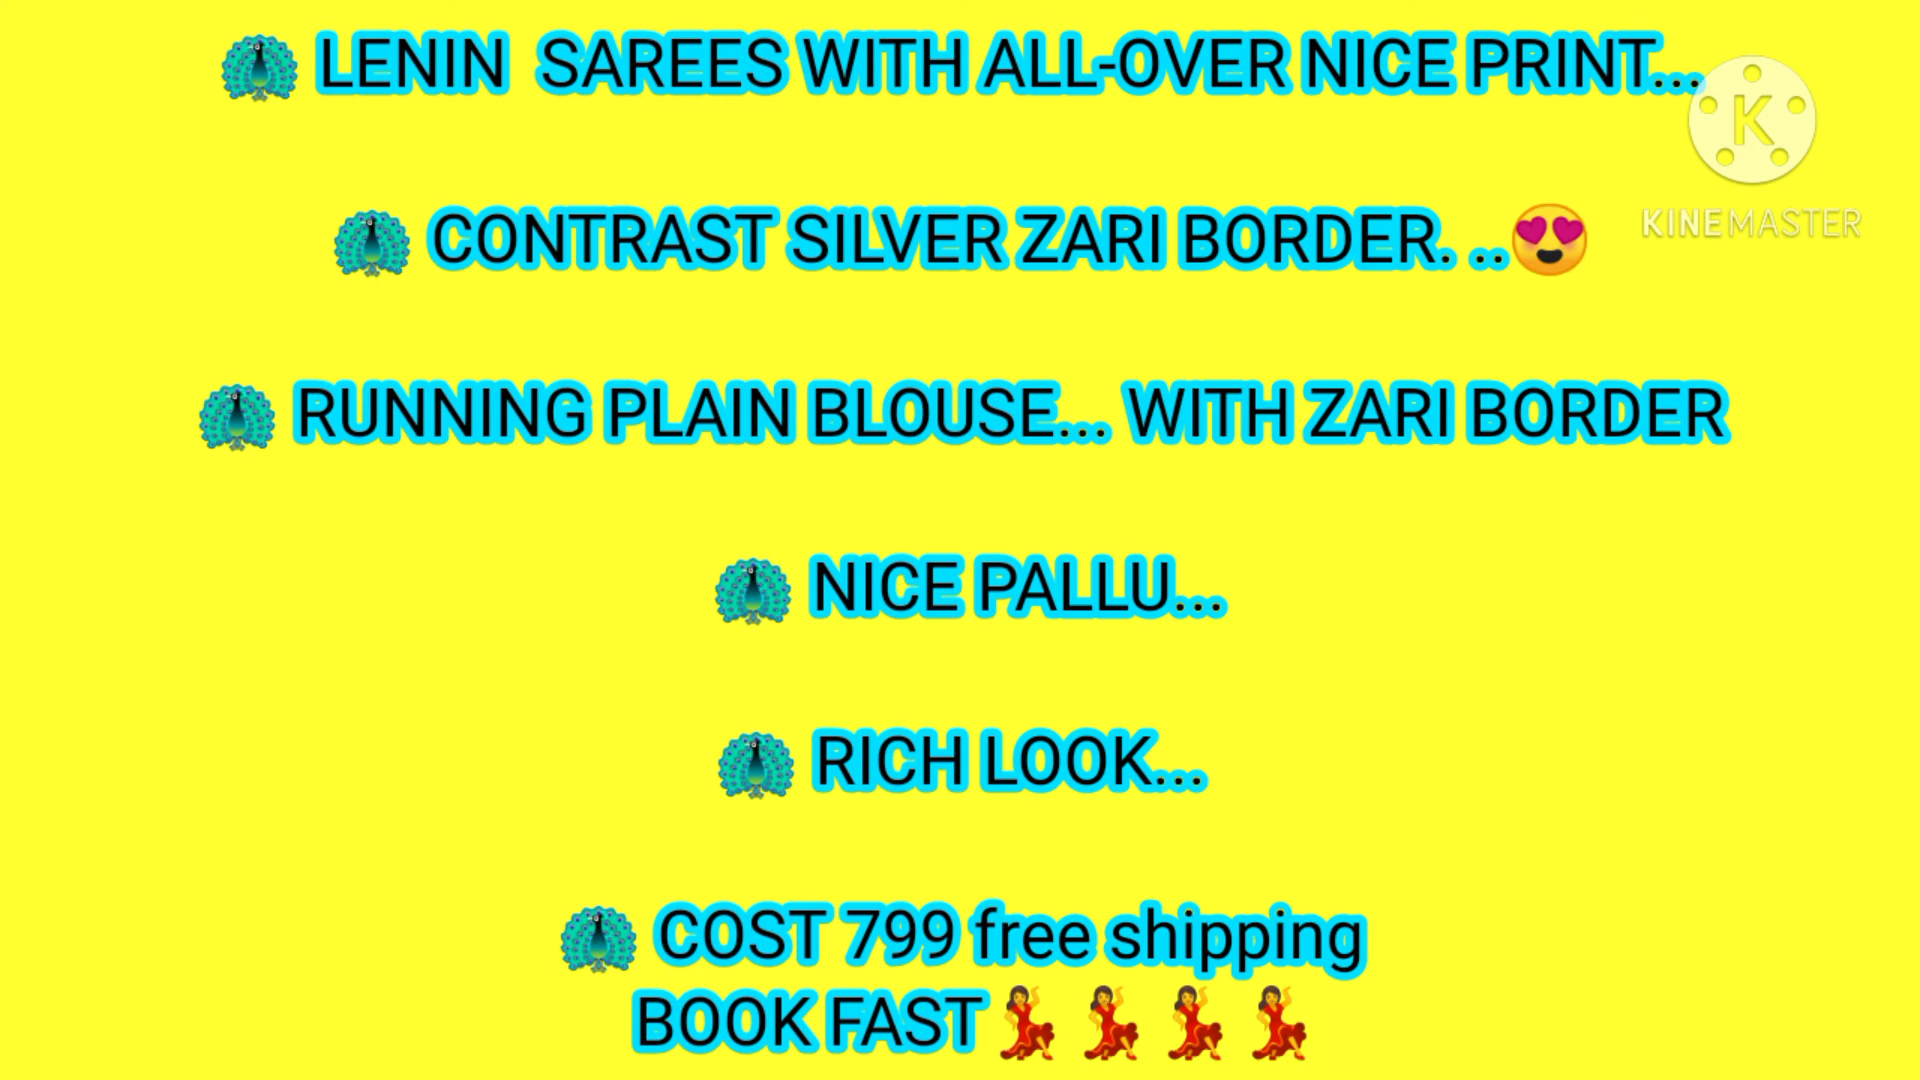 🦚 LENIN  SAREES WITH ALL-OVER NICE PRINT...
K
KINEMASTER
🦚 CONTRAST SILVER ZARI BORDER. ..😍
🦚 RUNNING PLAIN BLOUSE... WITH ZARI BORDER
🦚 NICE PALLU...
🦚 RICH LOOK...
🦚 COST 799 free shipping
BOOK FAST💃💃💃💃